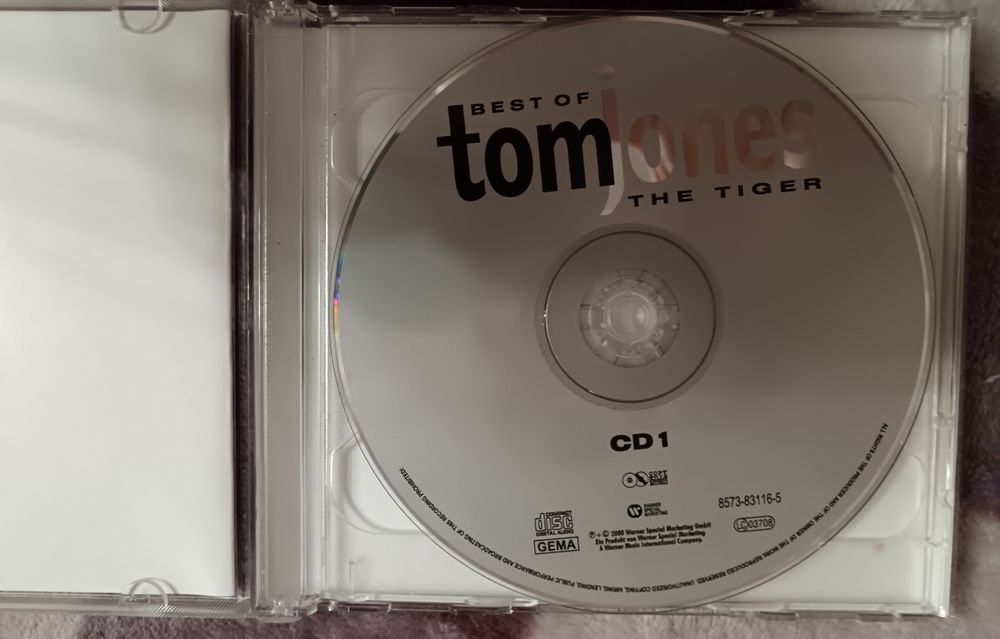 BEST OF
tom jones
THE TIGER
CD 1
COMPACT
disc
DIGITAL AUDIO
GEMA
WARNER
SPECIAL
MARKETING
8573-83116-5
LC 03708
℗ + © 2000 Warner Special Marketing GmbH
Ein Produkt von Warner Special Marketing
A Warner Music International Company.
ALL RIGHTS OF THE PRODUCER AND OF THE OWNER OF THE WORK REPRODUCED RESERVED. UNAUTHORIZED COPYING, HIRING, LENDING, PUBLIC PERFORMANCE AND BROADCASTING OF THIS RECORDING PROHIBITED!